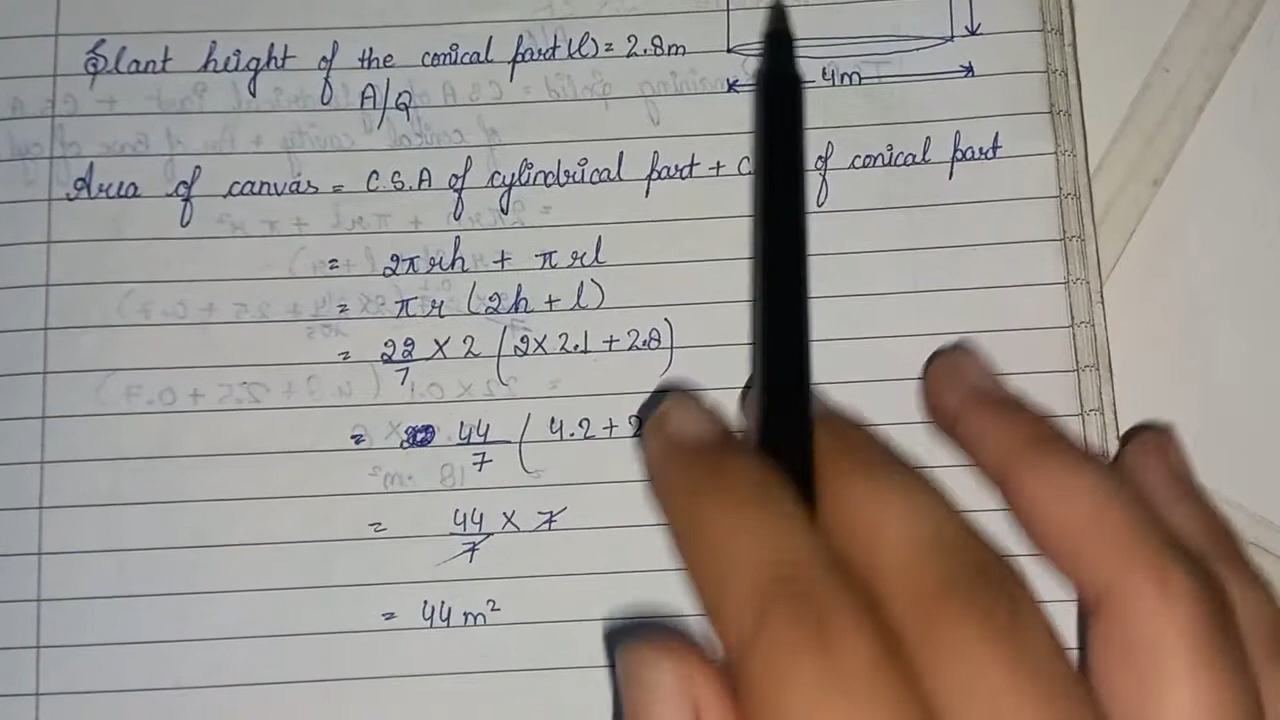 Slant height of the conical part (l) = 2.8m
4m
A/Q
Area of canvas = C.S.A of cylindrical part + C of conical part
= 2πrh + πrl
= πr (2h + l)
= 22/7 × 2 (2 × 2.1 + 2.8)
= 44/7 (4.2 + 2
= 44/7 × 7
= 44 m²